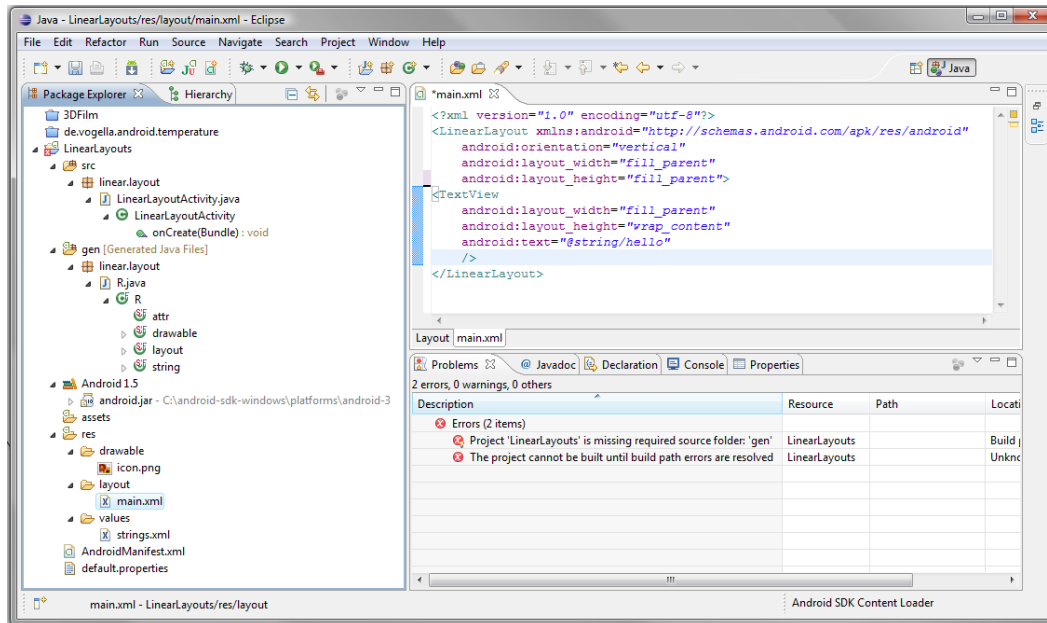 Java - LinearLayouts/res/layout/main.xml - Eclipse
File Edit Refactor Run Source Navigate Search Project Window Help
Java
Package Explorer Hierarchy
3DFilm
de.vogella.android.temperature
LinearLayouts
src
linear.layout
LinearLayoutActivity.java
LinearLayoutActivity
onCreate(Bundle) : void
gen [Generated Java Files]
linear.layout
R.java
R
attr
drawable
layout
string
Android 1.5
android.jar - C:\android-sdk-windows\platforms\android-3
assets
res
drawable
icon.png
layout
main.xml
values
strings.xml
AndroidManifest.xml
default.properties
*main.xml
<?xml version="1.0" encoding="utf-8"?>
<LinearLayout xmlns:android="http://schemas.android.com/apk/res/android"
android:orientation="vertical"
android:layout_width="fill_parent"
android:layout_height="fill_parent">
<TextView
android:layout_width="fill_parent"
android:layout_height="wrap_content"
android:text="@string/hello"
/>
</LinearLayout>
Layout main.xml
Problems @ Javadoc Declaration Console Properties
2 errors, 0 warnings, 0 others
Description Resource Path Locati
Errors (2 items)
Project 'LinearLayouts' is missing required source folder: 'gen' LinearLayouts Build p
The project cannot be built until build path errors are resolved LinearLayouts Unkno
main.xml - LinearLayouts/res/layout
Android SDK Content Loader